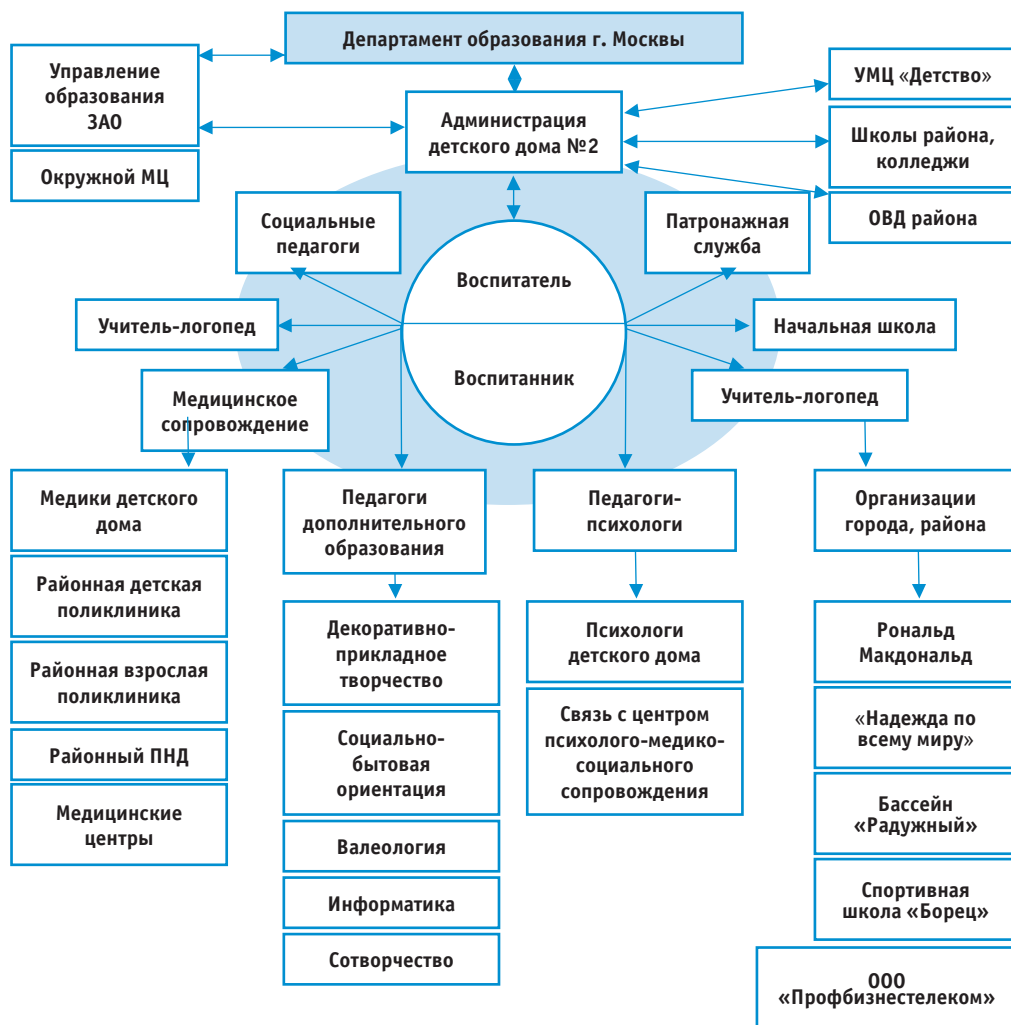 Департамент образования г. Москвы
Управление
образования
ЗАО
Окружной МЦ
Администрация
детского дома №2
УМЦ «Детство»
Школы района,
колледжи
ОВД района
Социальные
педагоги
Патронажная
служба
Воспитатель
Воспитанник
Учитель-логопед
Начальная школа
Медицинское
сопровождение
Учитель-логопед
Медики детского
дома
Районная детская
поликлиника
Районная взрослая
поликлиника
Районный ПНД
Медицинские
центры
Педагоги
дополнительного
образования
Декоративно-
прикладное
творчество
Социально-
бытовая
ориентация
Валеология
Информатика
Сотворчество
Педагоги-
психологи
Психологи
детского дома
Связь с центром
психолого-медико-
социального
сопровождения
Организации
города, района
Рональд
Макдональд
«Надежда по
всему миру»
Бассейн
«Радужный»
Спортивная
школа «Борец»
ООО
«Профбизнестелеком»